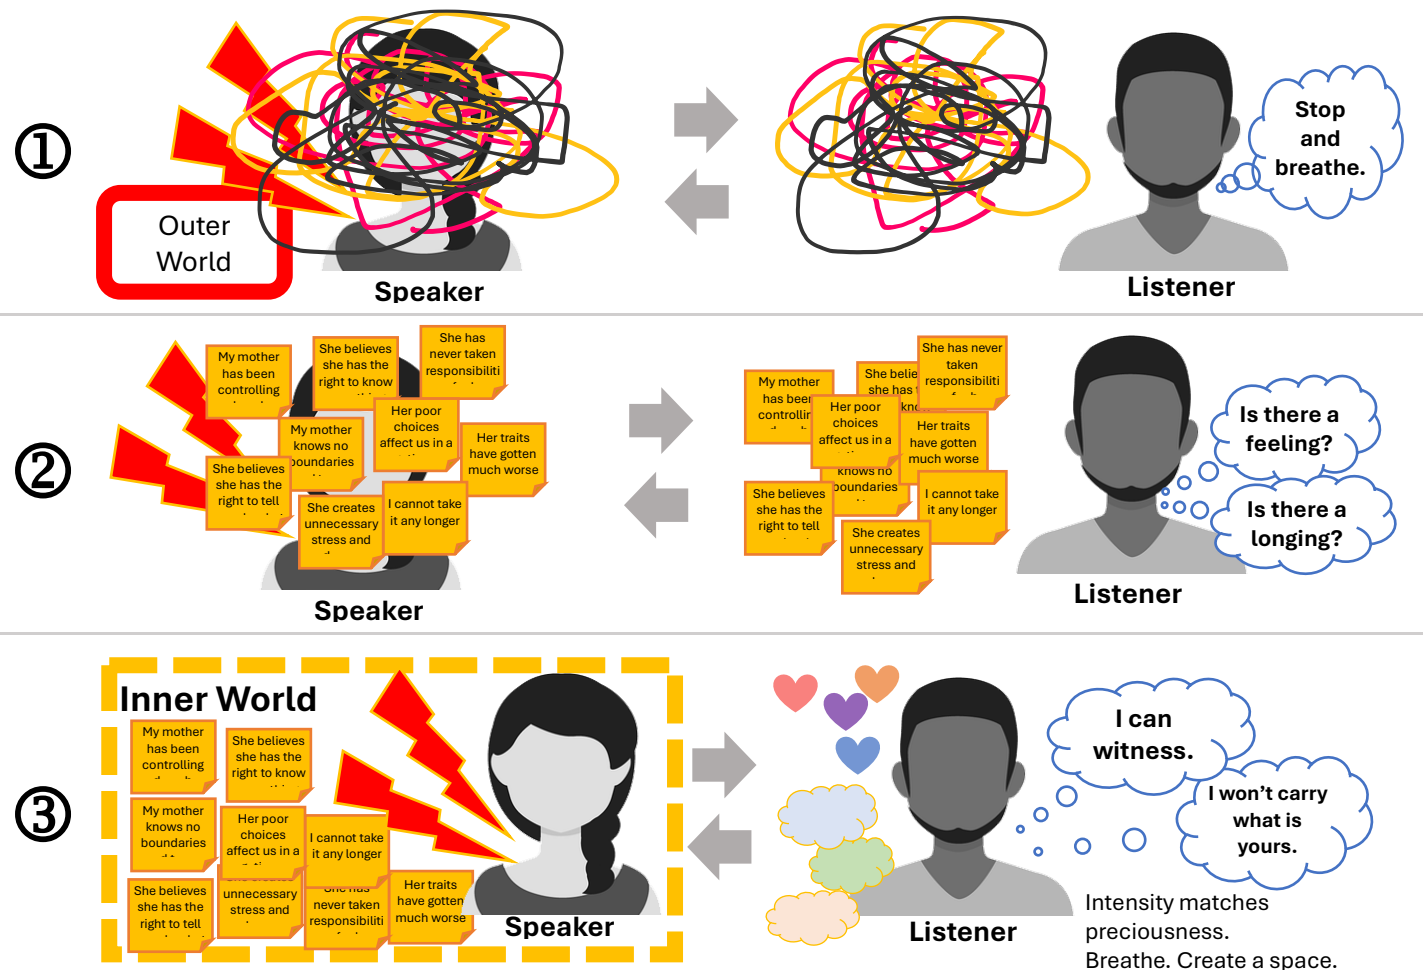 ①
Outer
World
Speaker
Listener
Stop
and
breathe.
②
My mother
has been
controlling
She believes
she has the
right to know
She has
never taken
responsibiliti
My mother
knows no
boundaries
Her poor
choices
affect us in a
Her traits
have gotten
much worse
She believes
she has the
right to tell
She creates
unnecessary
stress and
I cannot take
it any longer
Speaker
My mother
has been
controllin
She belie
she has t
She has never
taken
responsibiliti
Her poor
choices
affect us in a
Her traits
have gotten
much worse
knows no
boundaries
She believes
she has the
right to tell
I cannot take
it any longer
She creates
unnecessary
stress and
Listener
Is there a
feeling?
Is there a
longing?
③
Inner World
My mother
has been
controlling
She believes
she has the
right to know
My mother
knows no
boundaries
Her poor
choices
affect us in a
I cannot take
it any longer
She believes
she has the
right to tell
unnecessary
stress and
never taken
responsibiliti
Her traits
have gotten
much worse
Speaker
Listener
I can
witness.
I won't carry
what is
yours.
Intensity matches
preciousness.
Breathe. Create a space.